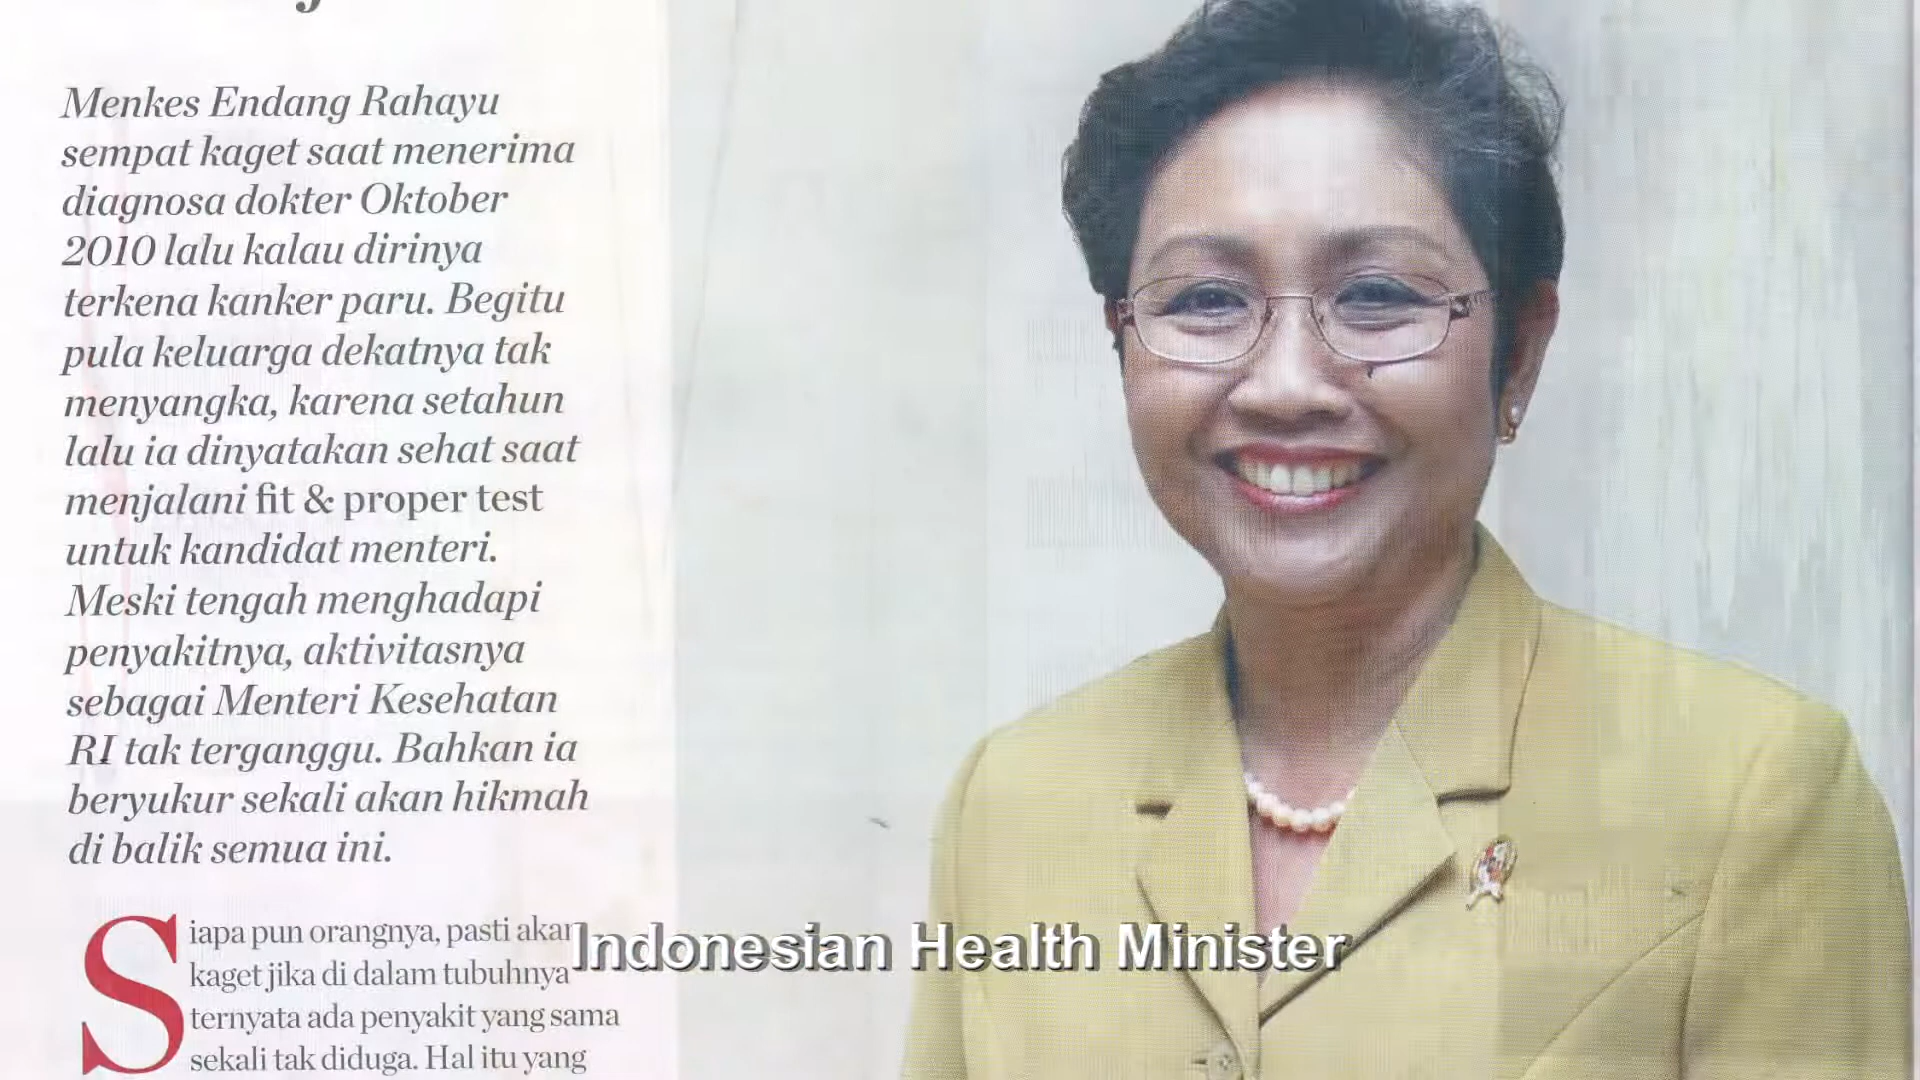 Menkes Endang Rahayu
sempat kaget saat menerima
diagnosa dokter Oktober
2010 lalu kalau dirinya
terkena kanker paru. Begitu
pula keluarga dekatnya tak
menyangka, karena setahun
lalu ia dinyatakan sehat saat
menjalani fit & proper test
untuk kandidat menteri.
Meski tengah menghadapi
penyakitnya, aktivitasnya
sebagai Menteri Kesehatan
RI tak terganggu. Bahkan ia
beryukur sekali akan hikmah
di balik semua ini.
Siapa pun orangnya, pasti akan
kaget jika di dalam tubuhnya
ternyata ada penyakit yang sama
sekali tak diduga. Hal itu yang
Indonesian Health Minister